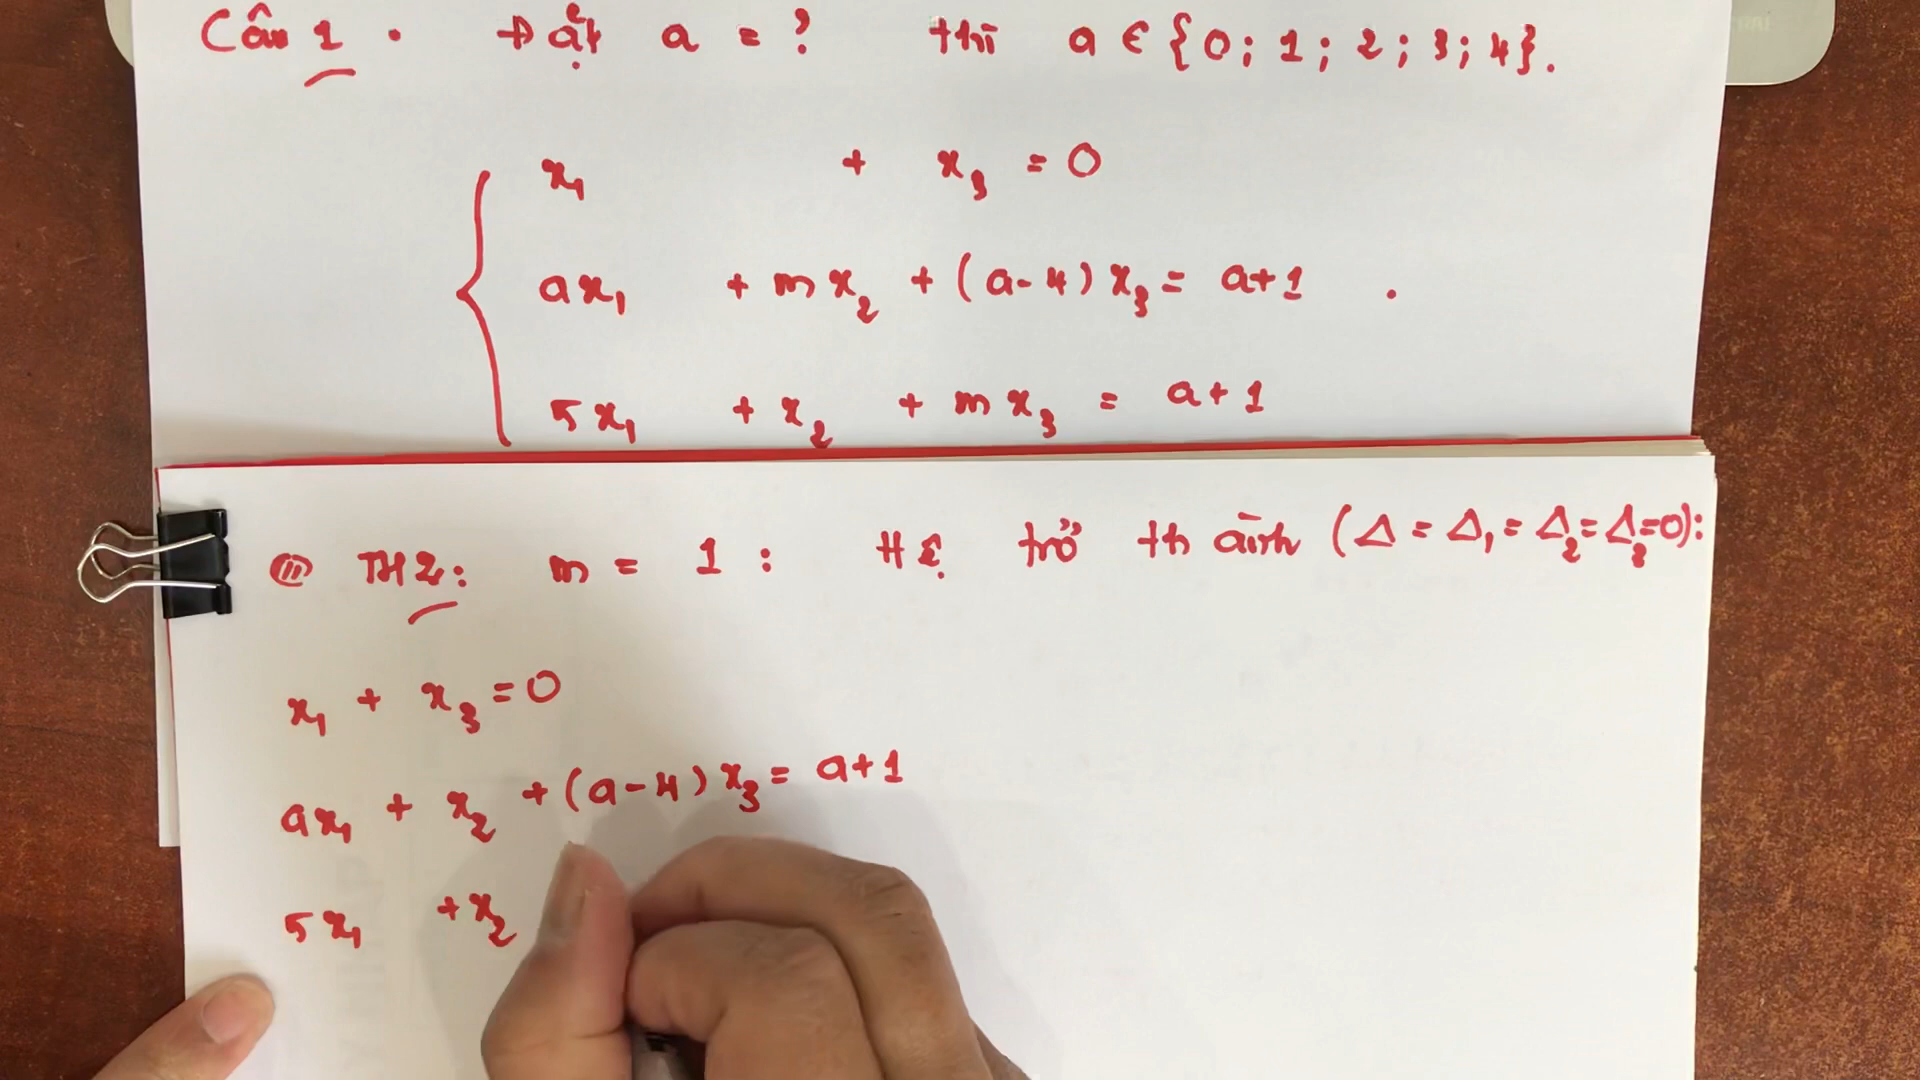 Câu 1. Đặt a = ? thì a ∈ {0; 1; 2; 3; 4}.
x₁ + x₃ = 0
ax₁ + mx₂ + (a-4)x₃ = a+1 .
5x₁ + x₂ + mx₃ = a+1
TH2: m = 1 : Hệ trở thành (Δ = Δ₁ = Δ₂ = Δ₃ = 0):
x₁ + x₃ = 0
ax₁ + x₂ + (a-4)x₃ = a+1
5x₁ + x₂